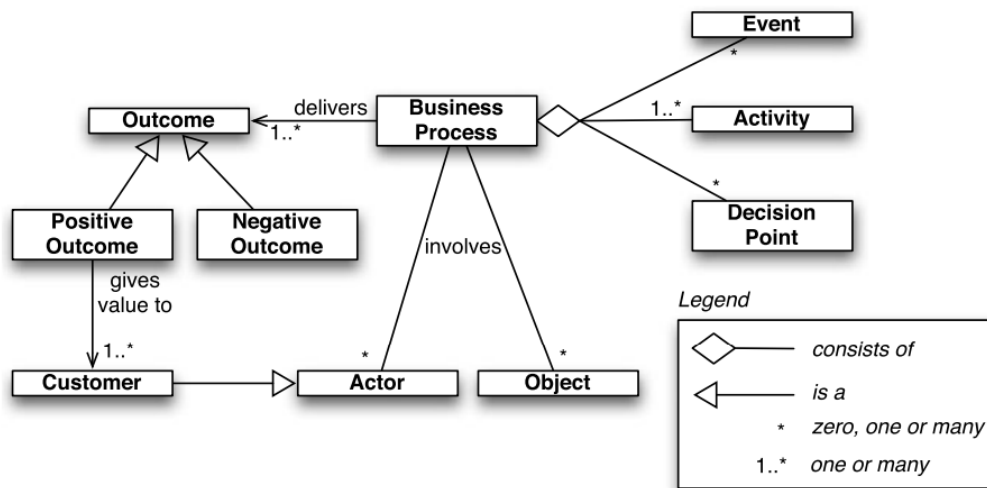 Event
*
delivers
Business
Process
Outcome
1..*
1..*
Activity
*
Positive
Outcome
Negative
Outcome
Decision
Point
involves
gives
value to
Legend
1..*
*
*
consists of
Customer
Actor
Object
is a
* zero, one or many
1..* one or many